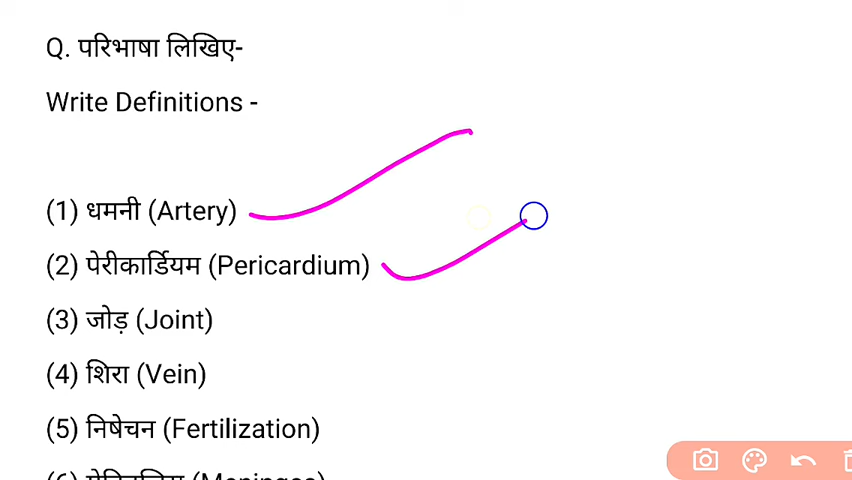 Q. परिभाषा लिखिए-
Write Definitions -
(1) धमनी (Artery)
(2) पेरीकार्डियम (Pericardium)
(3) जोड़ (Joint)
(4) शिरा (Vein)
(5) निषेचन (Fertilization)